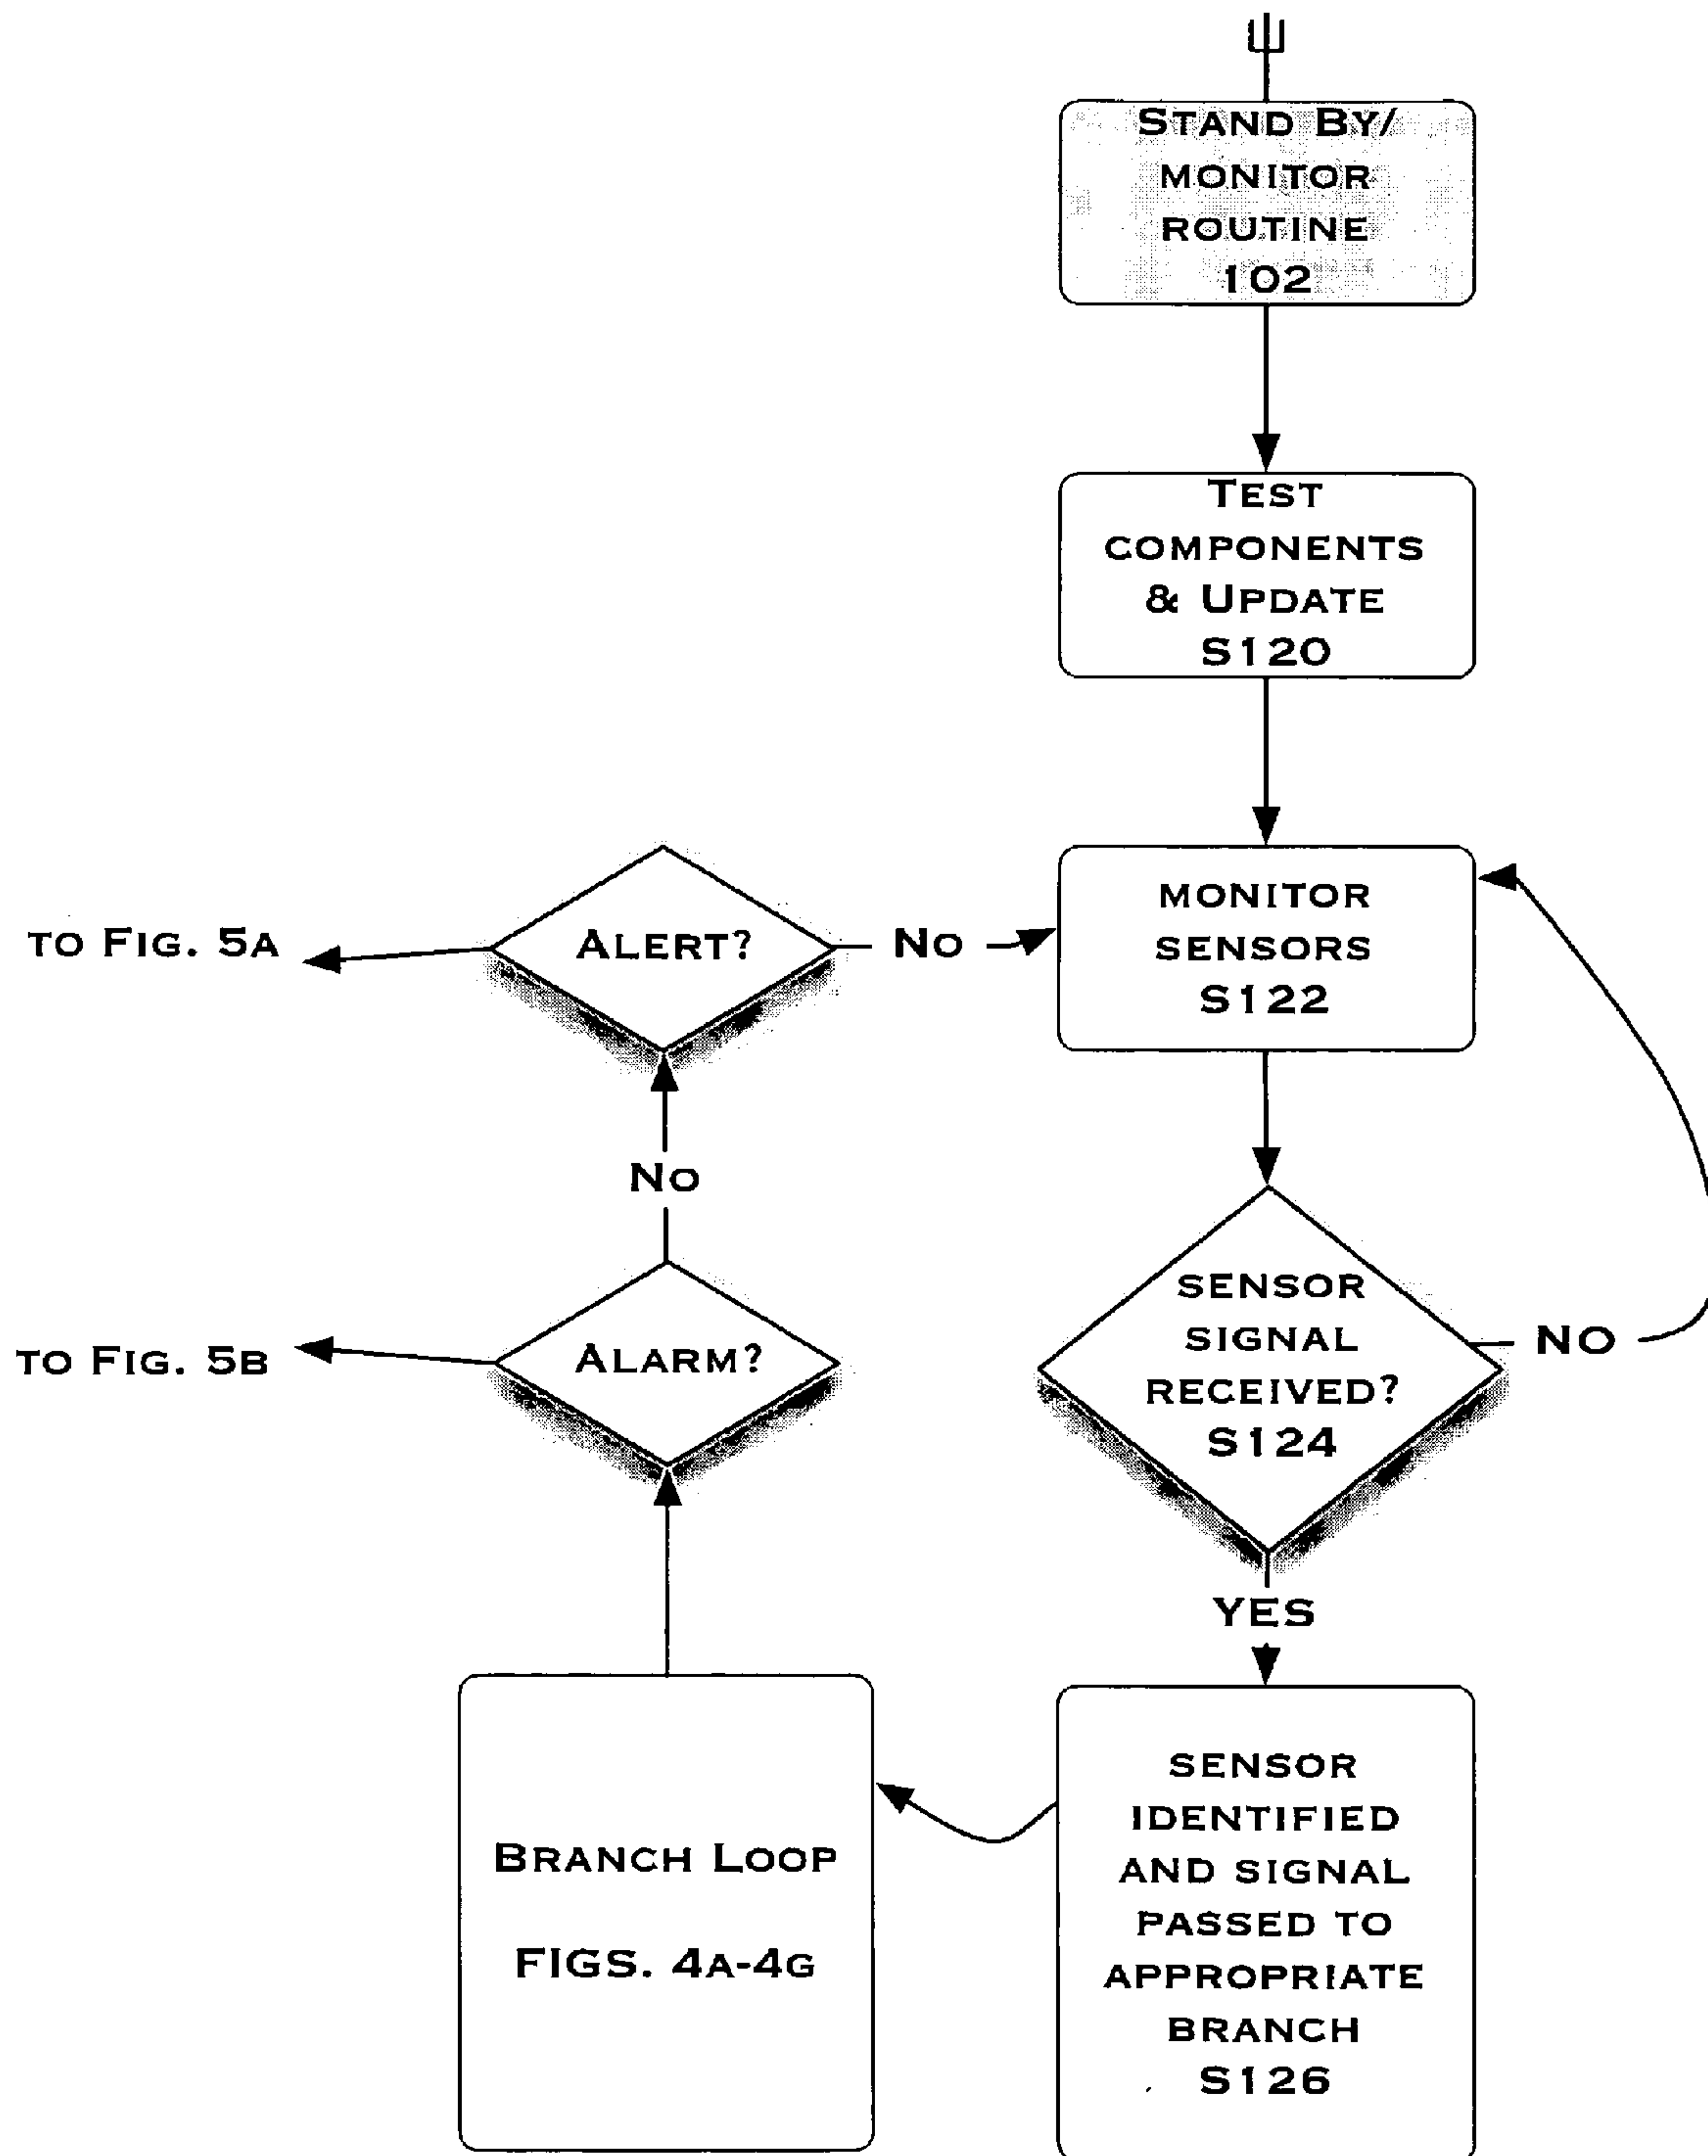 STAND BY/
MONITOR
ROUTINE
102
TEST
COMPONENTS
& UPDATE
S120
TO FIG. 5A
ALERT?
NO
MONITOR
SENSORS
S122
NO
TO FIG. 5B
ALARM?
SENSOR
SIGNAL
RECEIVED?
S124
NO
YES
BRANCH LOOP
FIGS. 4A-4G
SENSOR
IDENTIFIED
AND SIGNAL
PASSED TO
APPROPRIATE
BRANCH
S126